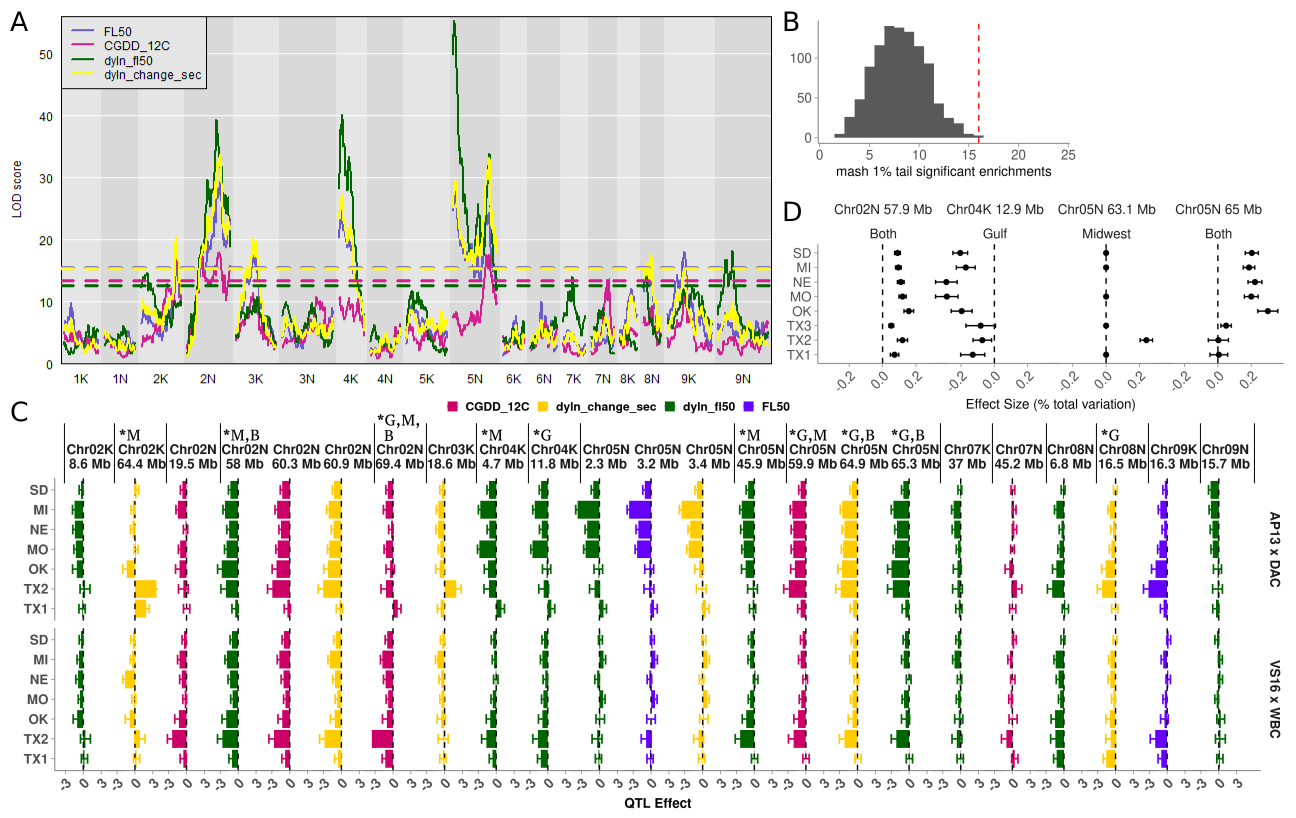 A
FL50
CGDD_12C
dyln_fl50
dyln_change_sec
LOD score
50
40
30
20
10
0
1K 1N 2K 2N 3K 3N 4K 4N 5K 5N 6K 6N 7K 7N 8K 8N 9K 9N
B
100
50
0
0 5 10 15 20 25
mash 1% tail significant enrichments
D
Chr02N 57.9 Mb Chr04K 12.9 Mb Chr05N 63.1 Mb Chr05N 65 Mb
Both Gulf Midwest Both
SD
MI
NE
MO
OK
TX3
TX2
TX1
-0.2 0.0 0.2 -0.2 0.0 0.2 -0.2 0.0 0.2 -0.2 0.0 0.2
Effect Size (% total variation)
C
CGDD_12C dyln_change_sec dyln_fl50 FL50
*M *M,B *G,M, B *M *G *M *G,M *G,B *G,B *G
Chr02K Chr02K Chr02N Chr02N Chr02N Chr02N Chr02N Chr03K Chr04K Chr04K Chr05N Chr05N Chr05N Chr05N Chr05N Chr05N Chr05N Chr07K Chr07N Chr08N Chr08N Chr09K Chr09N
8.6 Mb 64.4 Mb 19.5 Mb 58 Mb 60.3 Mb 60.9 Mb 69.4 Mb 18.6 Mb 4.7 Mb 11.8 Mb 2.3 Mb 3.2 Mb 3.4 Mb 45.9 Mb 59.9 Mb 64.9 Mb 65.3 Mb 37 Mb 45.2 Mb 6.8 Mb 16.5 Mb 16.3 Mb 15.7 Mb
SD
MI
NE
MO
OK
TX2
TX1
AP13 x DAC
SD
MI
NE
MO
OK
TX2
TX1
VS16 x WBC
QTL Effect